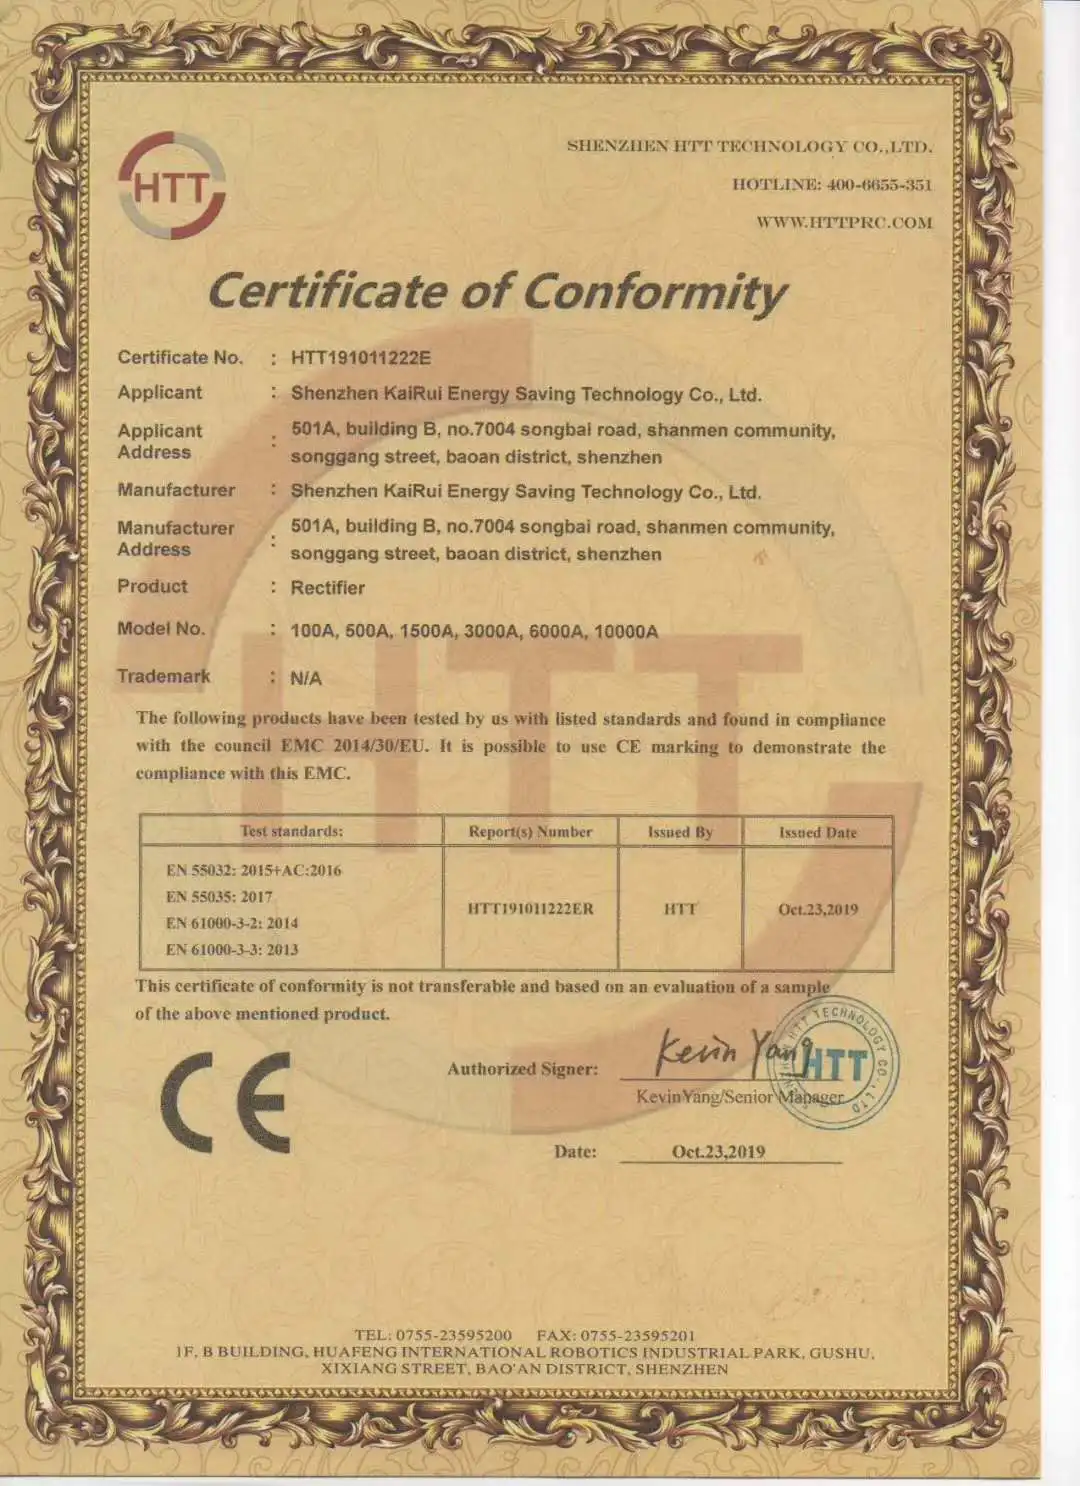 HTT
SHENZHEN HTT TECHNOLOGY CO.,LTD.
HOTLINE: 400-6655-351
WWW.HTTPRC.COM
Certificate of Conformity
Certificate No. : HTT191011222E
Applicant : Shenzhen KaiRui Energy Saving Technology Co., Ltd.
Applicant Address : 501A, building B, no.7004 songbai road, shanmen community,
songgang street, baoan district, shenzhen
Manufacturer : Shenzhen KaiRui Energy Saving Technology Co., Ltd.
Manufacturer Address : 501A, building B, no.7004 songbai road, shanmen community,
songgang street, baoan district, shenzhen
Product : Rectifier
Model No. : 100A, 500A, 1500A, 3000A, 6000A, 10000A
Trademark : N/A
The following products have been tested by us with listed standards and found in compliance
with the council EMC 2014/30/EU. It is possible to use CE marking to demonstrate the
compliance with this EMC.
Test standards: Report(s) Number Issued By Issued Date
EN 55032: 2015+AC:2016
EN 55035: 2017
EN 61000-3-2: 2014
EN 61000-3-3: 2013
HTT191011222ER HTT Oct.23,2019
This certificate of conformity is not transferable and based on an evaluation of a sample
of the above mentioned product.
CE
Authorized Signer: Kevin Yang
KevinYang/Senior Manager
SHENZHEN HTT TECHNOLOGY CO., LTD
HTT
Date: Oct.23,2019
TEL: 0755-23595200 FAX: 0755-23595201
1F, B BUILDING, HUAFENG INTERNATIONAL ROBOTICS INDUSTRIAL PARK, GUSHU,
XIXIANG STREET, BAO'AN DISTRICT, SHENZHEN